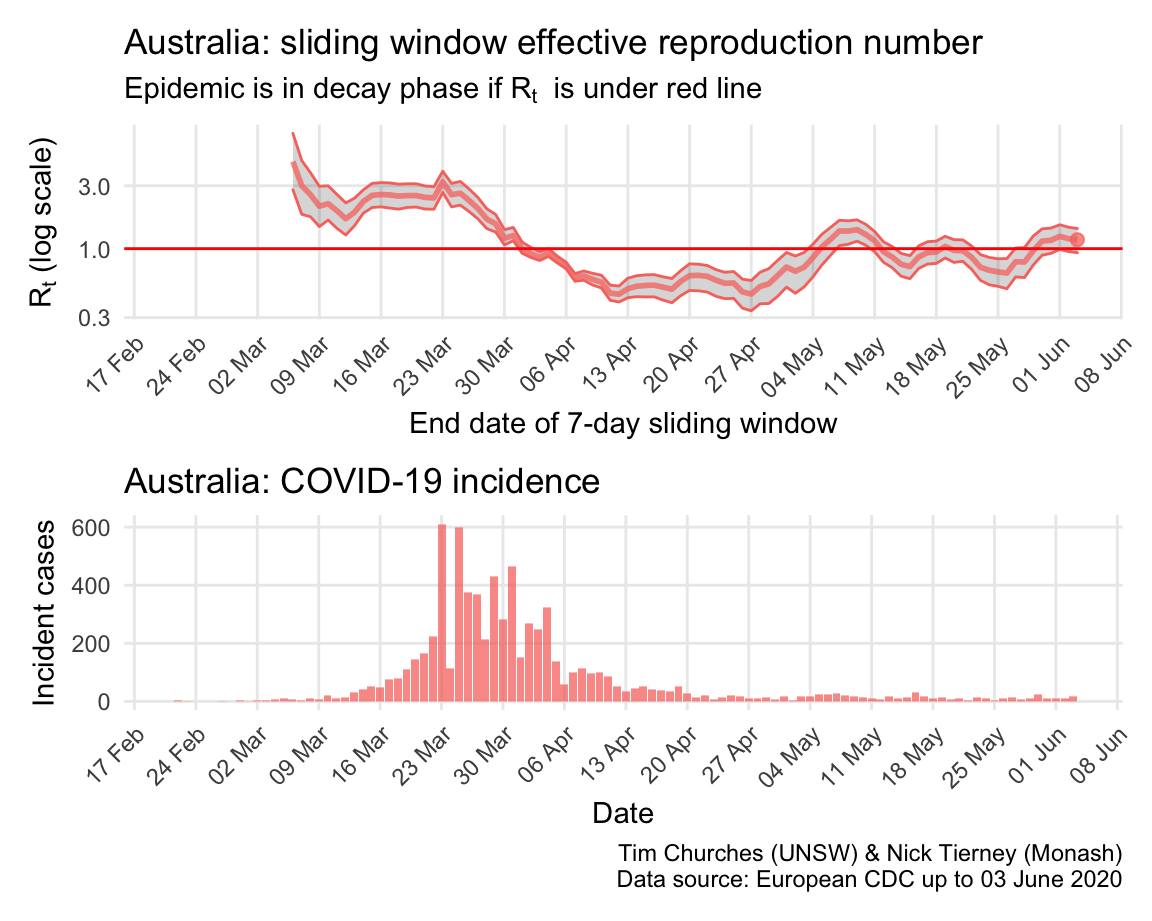 Australia: sliding window effective reproduction number
Epidemic is in decay phase if Rt is under red line
Rt (log scale)
3.0
1.0
0.3
17 Feb
24 Feb
02 Mar
09 Mar
16 Mar
23 Mar
30 Mar
06 Apr
13 Apr
20 Apr
27 Apr
04 May
11 May
18 May
25 May
01 Jun
08 Jun
End date of 7-day sliding window
Australia: COVID-19 incidence
Incident cases
600
400
200
0
17 Feb
24 Feb
02 Mar
09 Mar
16 Mar
23 Mar
30 Mar
06 Apr
13 Apr
20 Apr
27 Apr
04 May
11 May
18 May
25 May
01 Jun
08 Jun
Date
Tim Churches (UNSW) & Nick Tierney (Monash)
Data source: European CDC up to 03 June 2020